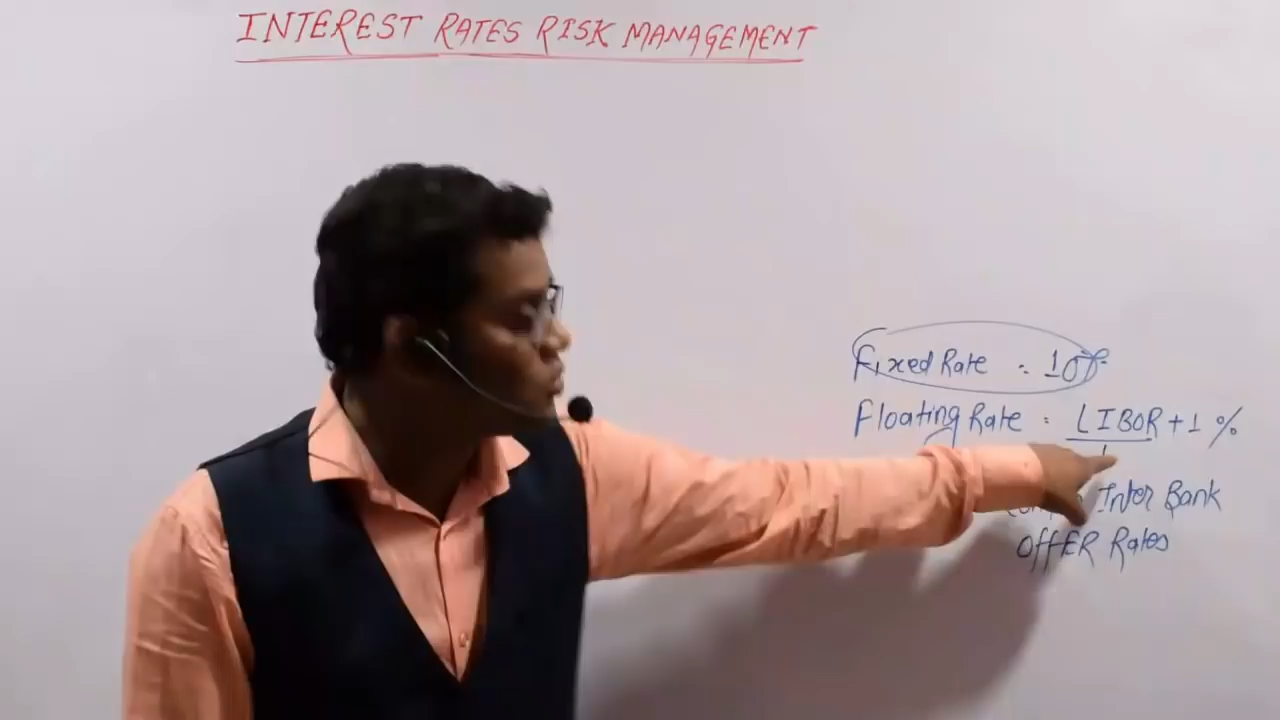 INTEREST RATES RISK MANAGEMENT
Fixed Rate : 10%
Floating Rate : LIBOR + 1 %
Inter Bank
OFFER Rates